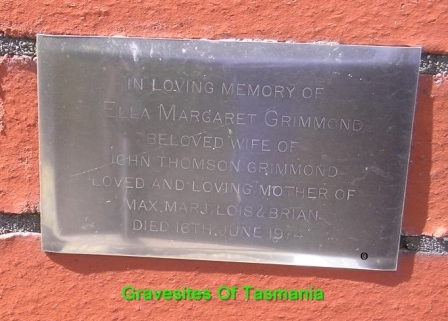 IN LOVING MEMORY OF
ELLA MARGARET GRIMMOND
BELOVED WIFE OF
JOHN THOMSON GRIMMOND
LOVED AND LOVING MOTHER OF
MAX, MARJ, LOIS & BRIAN
DIED 16TH. JUNE 1974
Gravesites Of Tasmania